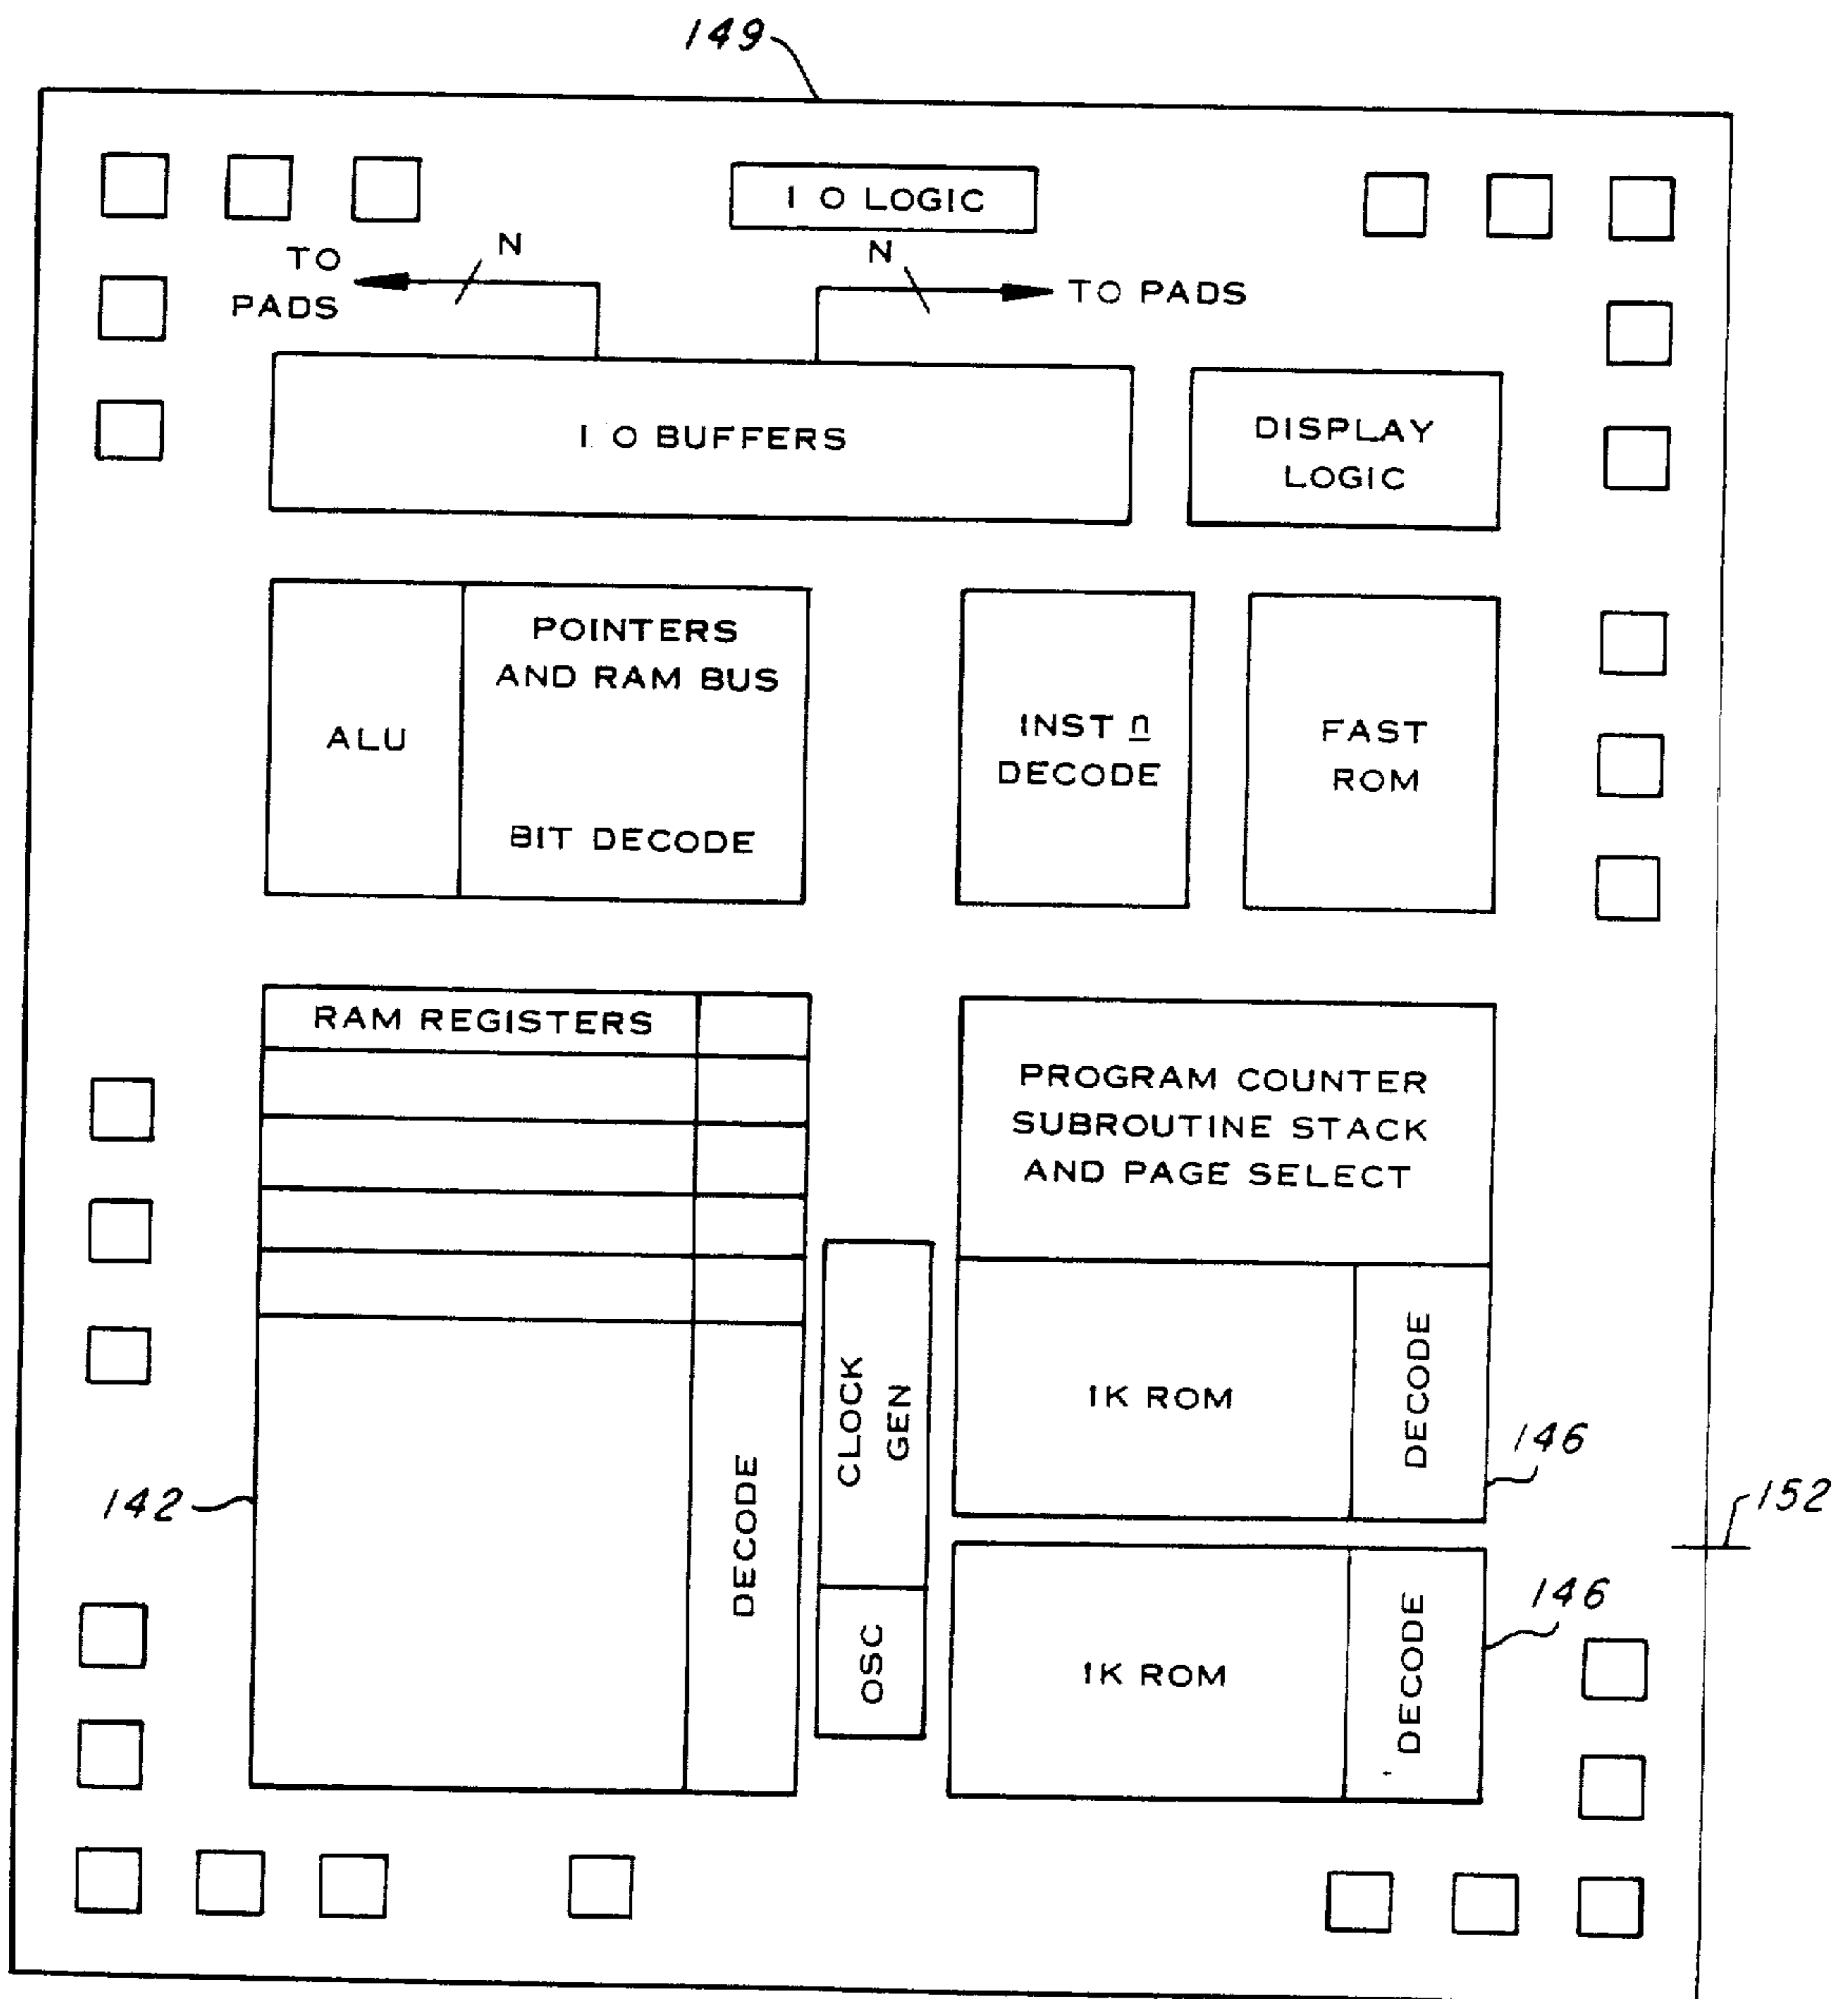 149
I O LOGIC
TO
PADS
N
N
TO PADS
I O BUFFERS
DISPLAY
LOGIC
ALU
POINTERS
AND RAM BUS
BIT DECODE
INST n
DECODE
FAST
ROM
RAM REGISTERS
DECODE
142
CLOCK
GEN
OSC
PROGRAM COUNTER
SUBROUTINE STACK
AND PAGE SELECT
1K ROM
DECODE
146
152
1K ROM
DECODE
146